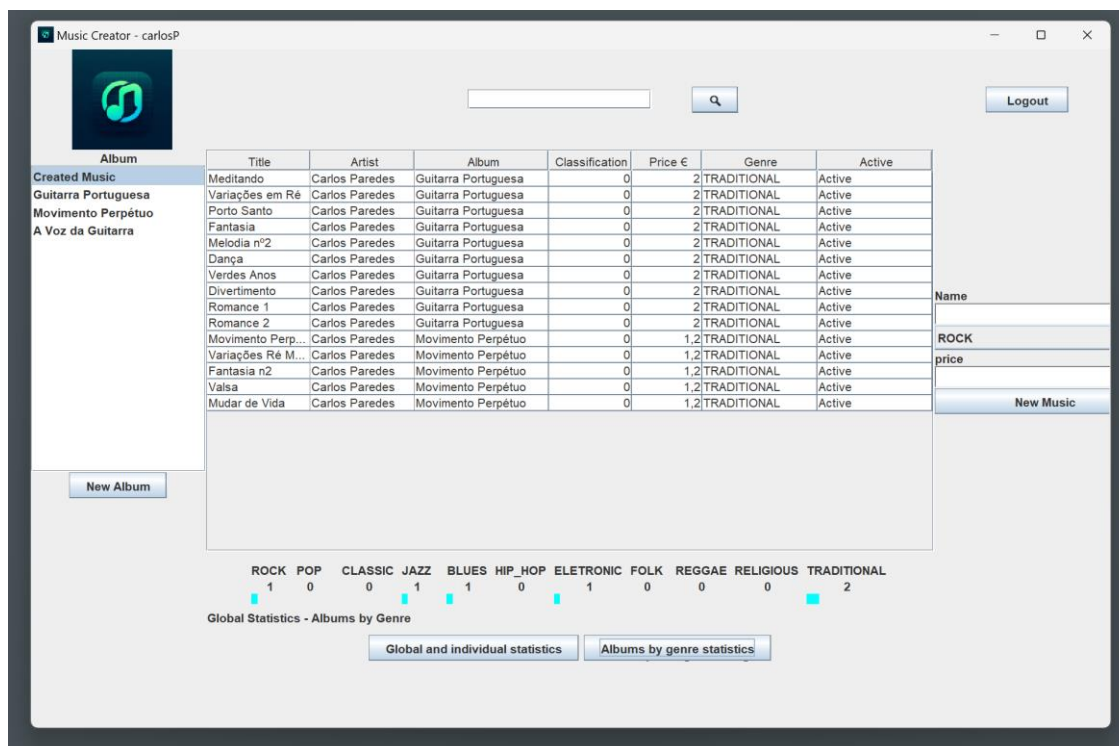 Music Creator - carlosP
Logout
Album
Created Music
Guitarra Portuguesa
Movimento Perpétuo
A Voz da Guitarra
New Album
Title Artist Album Classification Price € Genre Active
Meditando Carlos Paredes Guitarra Portuguesa 0 2 TRADITIONAL Active
Variações em Ré Carlos Paredes Guitarra Portuguesa 0 2 TRADITIONAL Active
Porto Santo Carlos Paredes Guitarra Portuguesa 0 2 TRADITIONAL Active
Fantasia Carlos Paredes Guitarra Portuguesa 0 2 TRADITIONAL Active
Melodia nº2 Carlos Paredes Guitarra Portuguesa 0 2 TRADITIONAL Active
Dança Carlos Paredes Guitarra Portuguesa 0 2 TRADITIONAL Active
Verdes Anos Carlos Paredes Guitarra Portuguesa 0 2 TRADITIONAL Active
Divertimento Carlos Paredes Guitarra Portuguesa 0 2 TRADITIONAL Active
Romance 1 Carlos Paredes Guitarra Portuguesa 0 2 TRADITIONAL Active
Romance 2 Carlos Paredes Guitarra Portuguesa 0 2 TRADITIONAL Active
Movimento Perp... Carlos Paredes Movimento Perpétuo 0 1,2 TRADITIONAL Active
Variações Ré M... Carlos Paredes Movimento Perpétuo 0 1,2 TRADITIONAL Active
Fantasia n2 Carlos Paredes Movimento Perpétuo 0 1,2 TRADITIONAL Active
Valsa Carlos Paredes Movimento Perpétuo 0 1,2 TRADITIONAL Active
Mudar de Vida Carlos Paredes Movimento Perpétuo 0 1,2 TRADITIONAL Active
Name
ROCK
price
New Music
ROCK POP CLASSIC JAZZ BLUES HIP_HOP ELETRONIC FOLK REGGAE RELIGIOUS TRADITIONAL
1 0 0 1 1 0 1 0 0 0 2
Global Statistics - Albums by Genre
Global and individual statistics
Albums by genre statistics